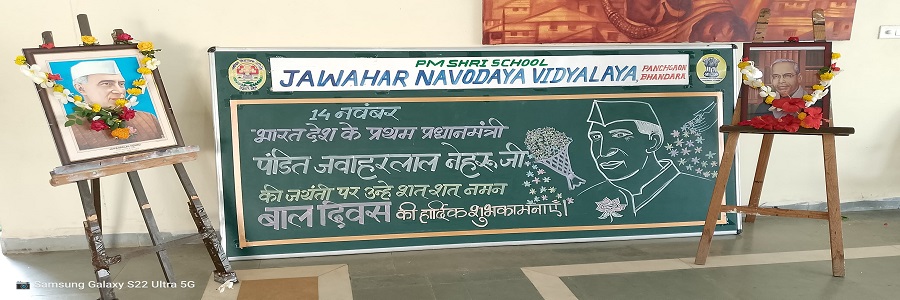 PM SHRI SCHOOL
JAWAHAR NAVODAYA VIDYALAYA
PANCHGAON
BHANDARA
14 नवंबर
भारत देश के प्रथम प्रधानमंत्री
पंडित जवाहरलाल नेहरू जी
की जयंती पर उन्हे शत-शत नमन
बाल दिवस की हार्दिक शुभकामनाएँ।
Samsung Galaxy S22 Ultra 5G